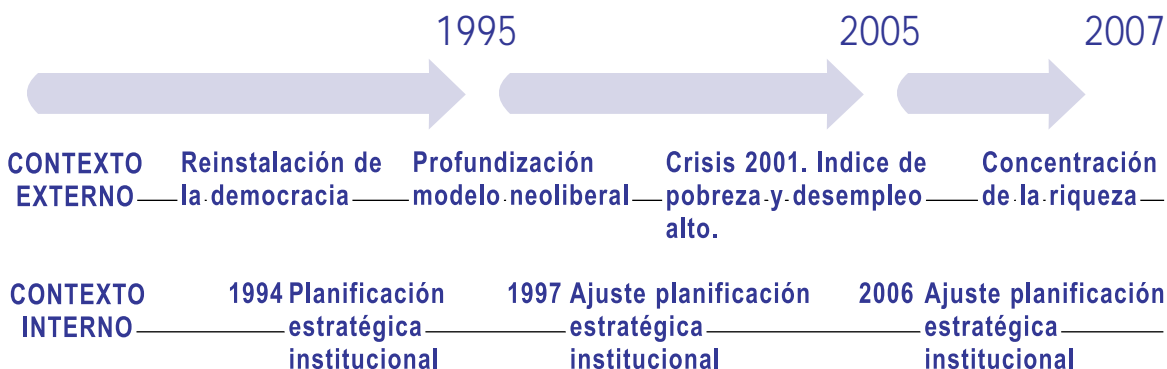 1995 2005 2007
CONTEXTO Reinstalación de Profundización Crisis 2001. Indice de Concentración
EXTERNO la democracia modelo neoliberal pobreza y desempleo de la riqueza
alto.
CONTEXTO 1994 Planificación 1997 Ajuste planificación 2006 Ajuste planificación
INTERNO estratégica estratégica estratégica
institucional institucional institucional